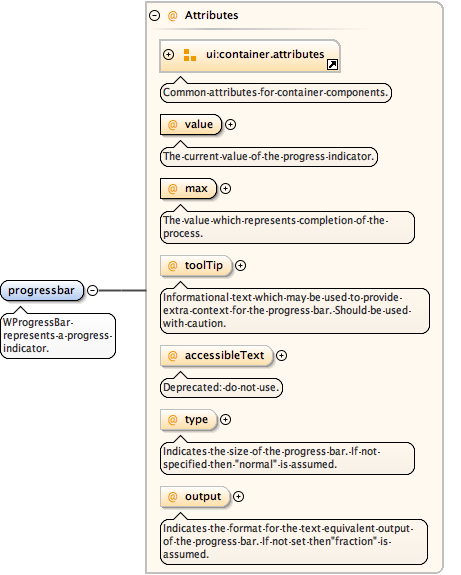 @ Attributes
ui:container.attributes
Common attributes for container components.
@ value
The current value of the progress indicator.
@ max
The value which represents completion of the
process.
@ toolTip
Informational text which may be used to provide
extra context for the progress bar. Should be used
with caution.
progressbar
WProgressBar
represents a progress
indicator.
@ accessibleText
Deprecated: do not use.
@ type
Indicates the size of the progress bar. If not
specified then "normal" is assumed.
@ output
Indicates the format for the text equivalent output
of the progress bar. If not set then"fraction" is
assumed.